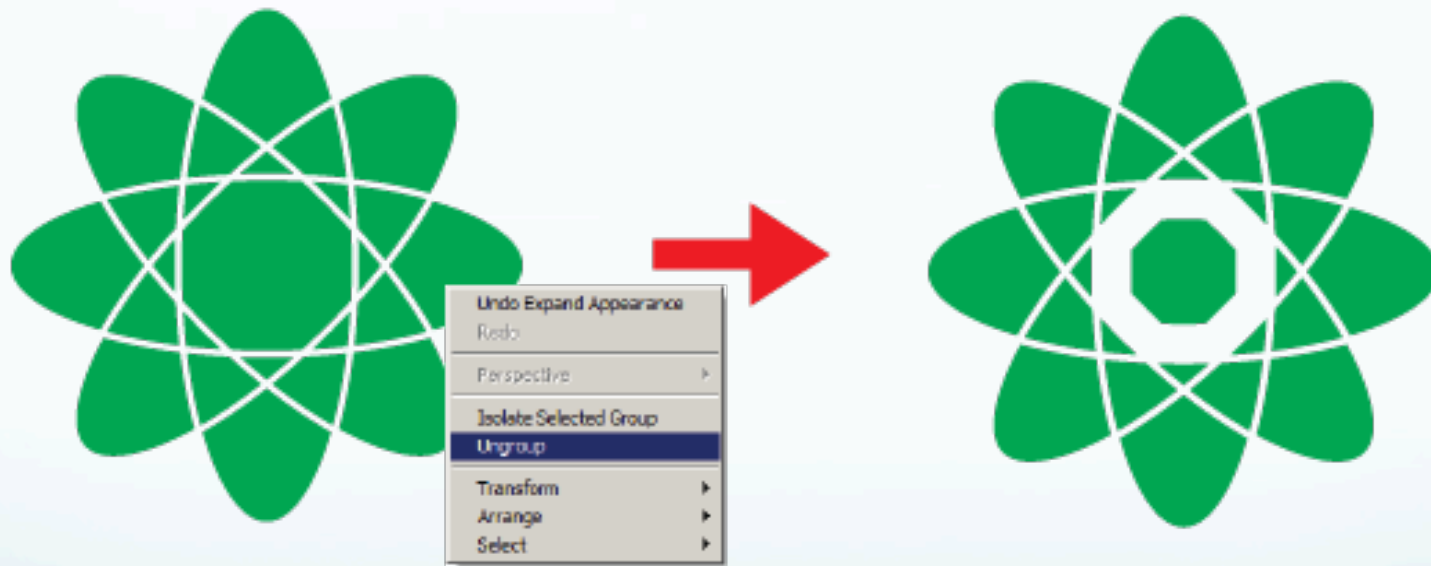 Undo Expand Appearance
Redo
Perspective
Isolate Selected Group
Ungroup
Transform
Arrange
Select